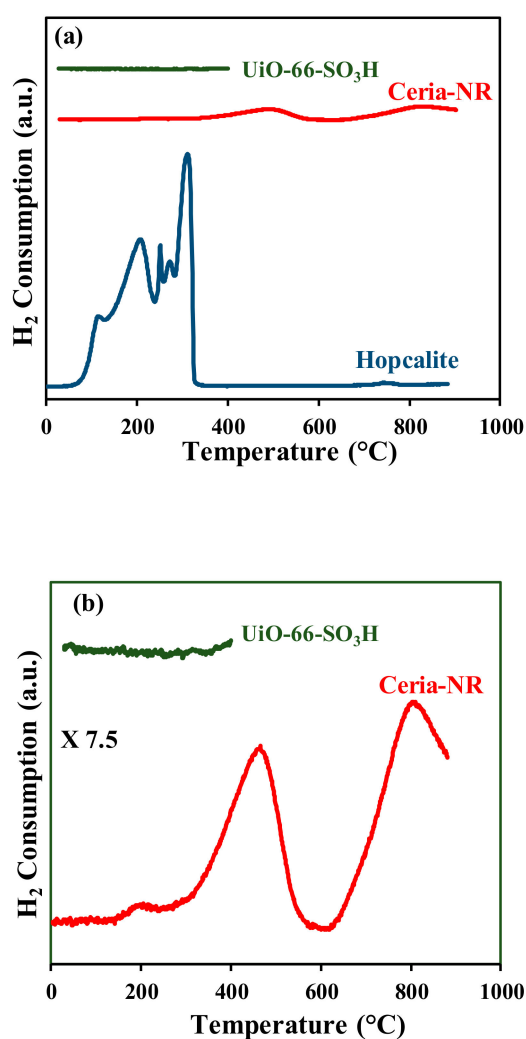 (a)
UiO-66-SO₃H
Ceria-NR
Hopcalite
H₂ Consumption (a.u.)
0 200 400 600 800 1000
Temperature (°C)
(b)
UiO-66-SO₃H
Ceria-NR
X 7.5
H₂ Consumption (a.u.)
0 200 400 600 800 1000
Temperature (°C)